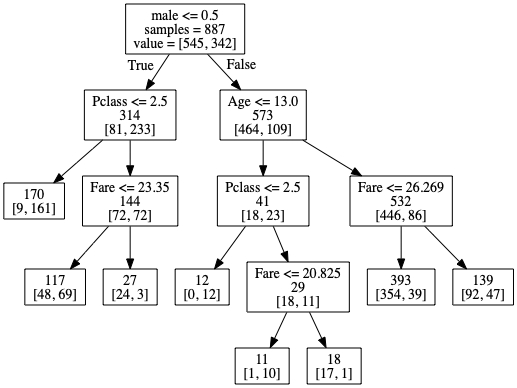 male <= 0.5
samples = 887
value = [545, 342]
True
False
Pclass <= 2.5
314
[81, 233]
Age <= 13.0
573
[464, 109]
170
[9, 161]
Fare <= 23.35
144
[72, 72]
Pclass <= 2.5
41
[18, 23]
Fare <= 26.269
532
[446, 86]
117
[48, 69]
27
[24, 3]
12
[0, 12]
Fare <= 20.825
29
[18, 11]
393
[354, 39]
139
[92, 47]
11
[1, 10]
18
[17, 1]